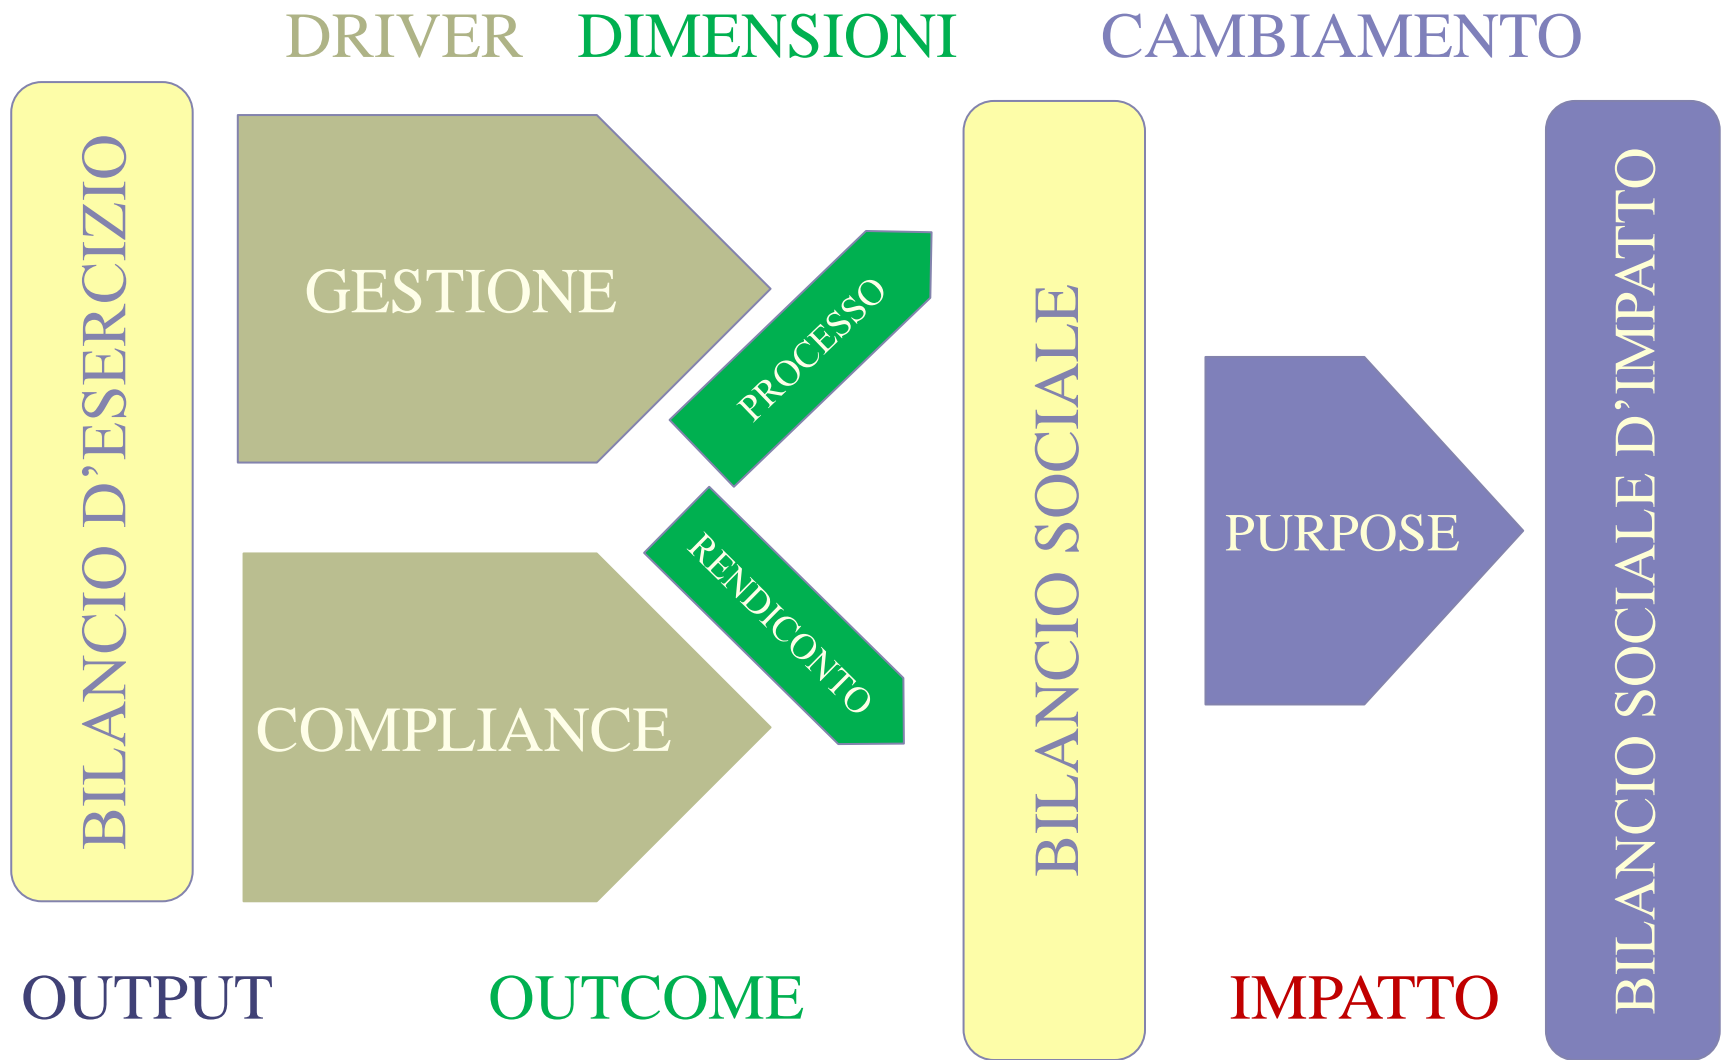 DRIVER
DIMENSIONI
CAMBIAMENTO
BILANCIO D’ESERCIZIO
GESTIONE
COMPLIANCE
PROCESSO
RENDICONTO
BILANCIO SOCIALE
PURPOSE
BILANCIO SOCIALE D’IMPATTO
OUTPUT
OUTCOME
IMPATTO